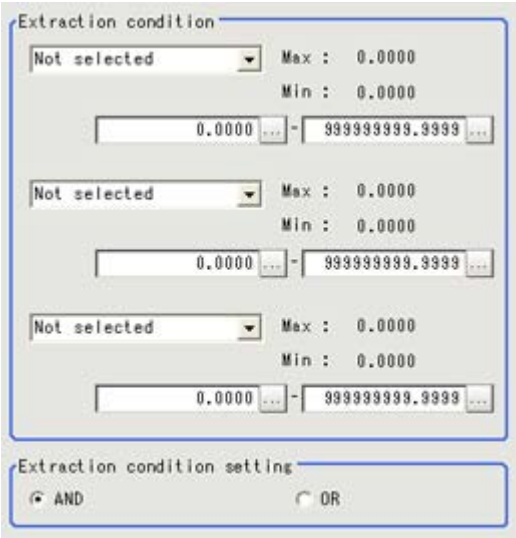 Extraction condition
Not selected Max : 0.0000
Min : 0.0000
0.0000 ... - 999999999.9999 ...
Not selected Max : 0.0000
Min : 0.0000
0.0000 ... - 999999999.9999 ...
Not selected Max : 0.0000
Min : 0.0000
0.0000 ... - 999999999.9999 ...
Extraction condition setting
AND OR